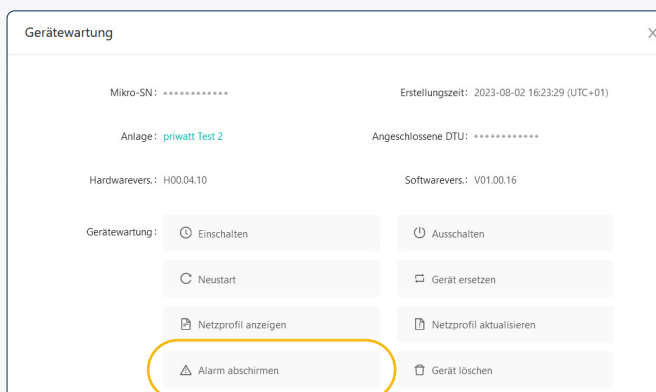 Gerätewartung
Mikro-SN: ************ Erstellungszeit: 2023-08-02 16:23:29 (UTC+01)
Anlage: priwatt Test 2 Angeschlossene DTU: ************
Hardwarevers.: H00.04.10 Softwarevers.: V01.00.16
Gerätewartung: Einschalten Ausschalten
Neustart Gerät ersetzen
Netzprofil anzeigen Netzprofil aktualisieren
Alarm abschirmen Gerät löschen